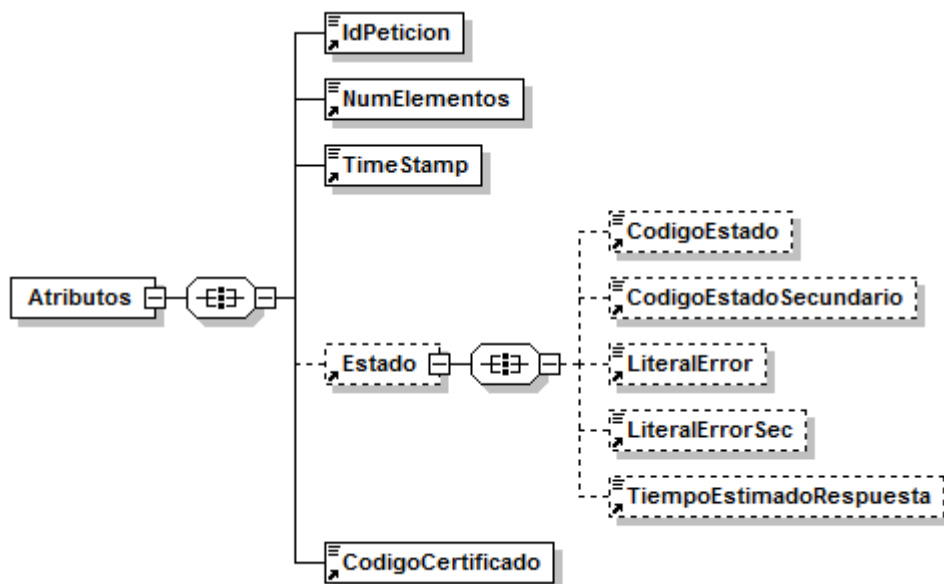 IdPeticion
NumElementos
TimeStamp
CodigoEstado
CodigoEstadoSecundario
Atributos
Estado
LiteralError
LiteralErrorSec
TiempoEstimadoRespuesta
CodigoCertificado